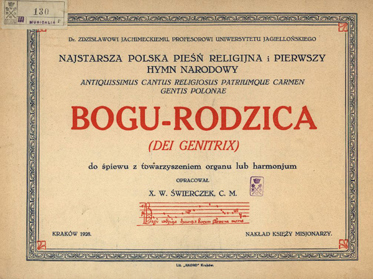 130
Dr. ZDZISŁAWOWI JACHIMECKIEMU, PROFESOROWI UNIWERSYTETU JAGIELLOŃSKIEGO
NAJSTARSZA POLSKA PIEŚŃ RELIGIJNA i PIERWSZY
HYMN NARODOWY
ANTIQUISSIMUS CANTUS RELIGIOSUS PATRIUMQUE CARMEN
GENTIS POLONAE
BOGU-RODZICA
(DEI GENITRIX)
do śpiewu z towarzyszeniem organu lub harmonjum
OPRACOWAŁ
X. W. ŚWIERCZEK, C. M.
KRAKÓW 1928.
NAKŁAD KSIĘŻY MISJONARZY.